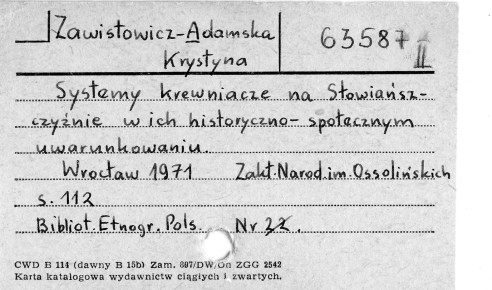 Zawistowicz-Adamska
Krystyna
63587 II
Systemy krewniacze na Słowiańsz-
czyźnie w ich historyczno-społecznym
uwarunkowaniu.
Wrocław 1971 Zakł. Narod. im. Ossolińskich
s. 112
Bibliot. Etnogr. Pols. Nr 22.
CWD B 114 (dawny B 15b) Zam. 897/DW/On ZGG 2542
Karta katalogowa wydawnictw ciągłych i zwartych.